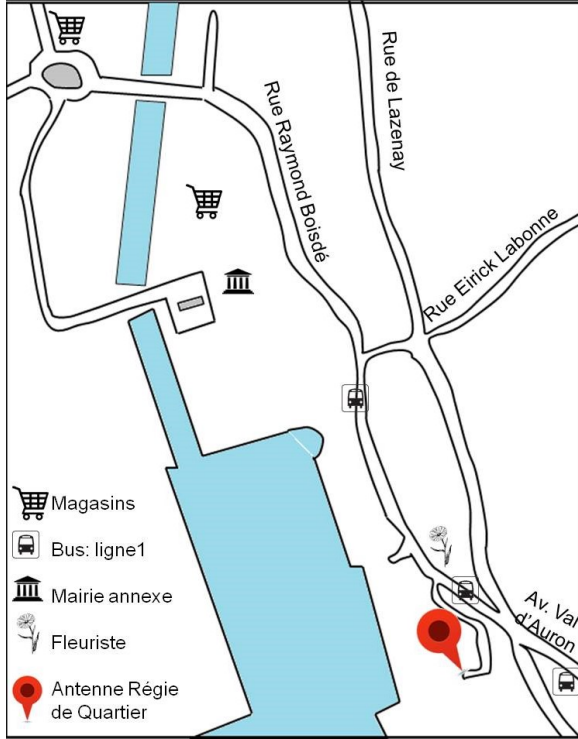 Rue de Lazenay
Rue Raymond Boisdé
Rue Eirick Labonne
Magasins
Bus: ligne1
Mairie annexe
Fleuriste
Antenne Régie
de Quartier
Av. Val
d'Auron